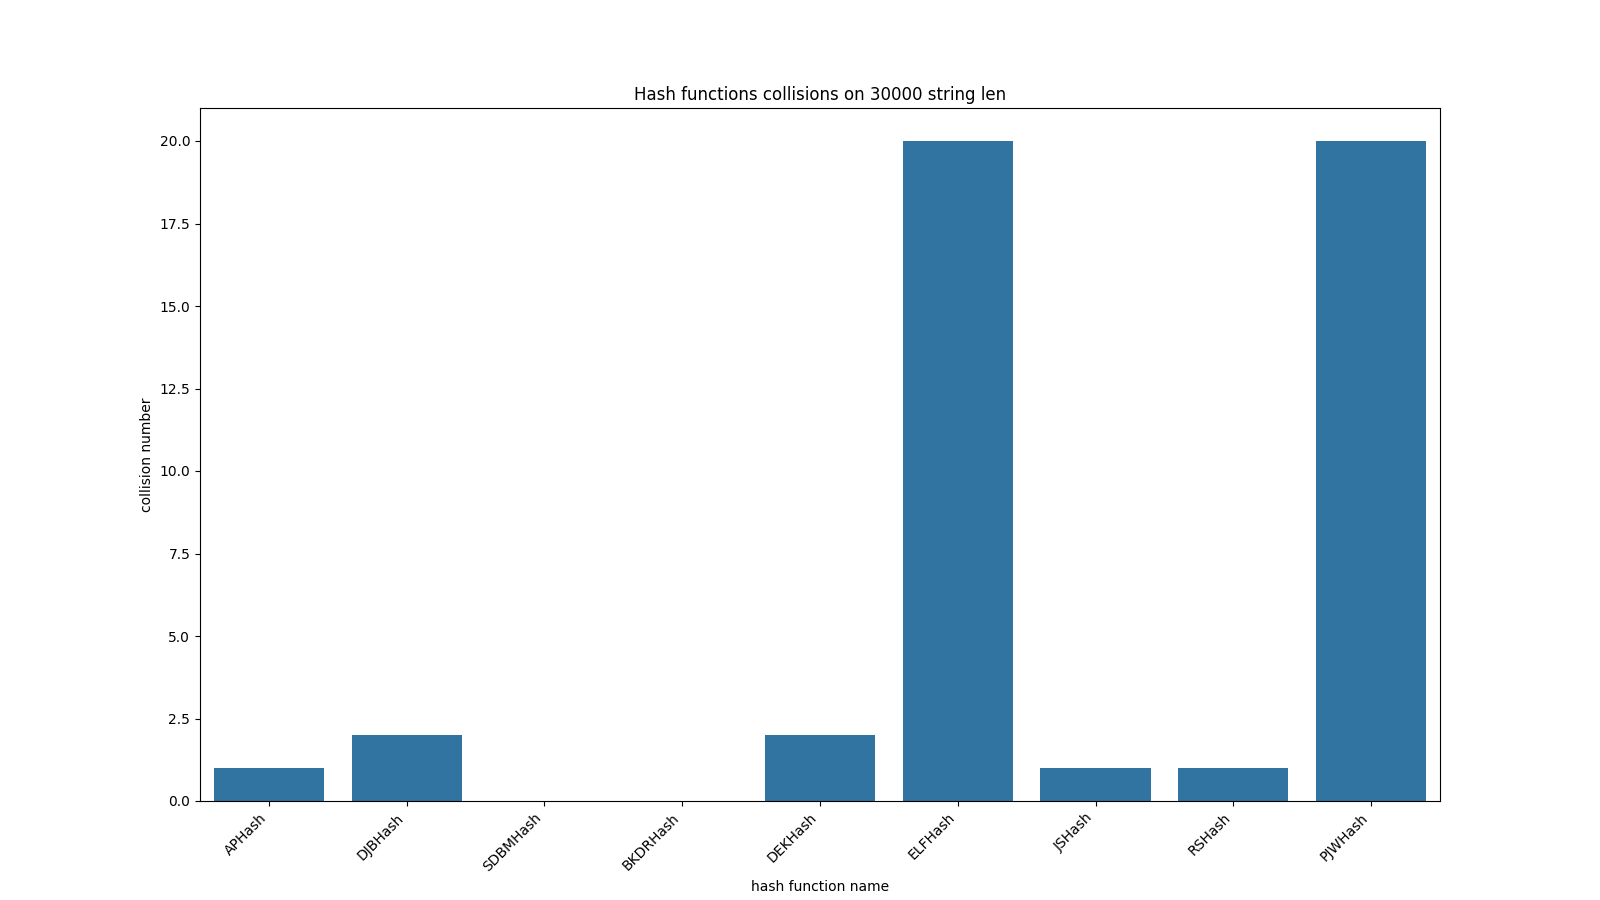 Hash functions collisions on 30000 string len
20.0
17.5
15.0
12.5
10.0
7.5
5.0
2.5
0.0
collision number
APHash
DJBHash
SDBMHash
BKDRHash
DEKHash
ELFHash
JSHash
RSHash
PJWHash
hash function name